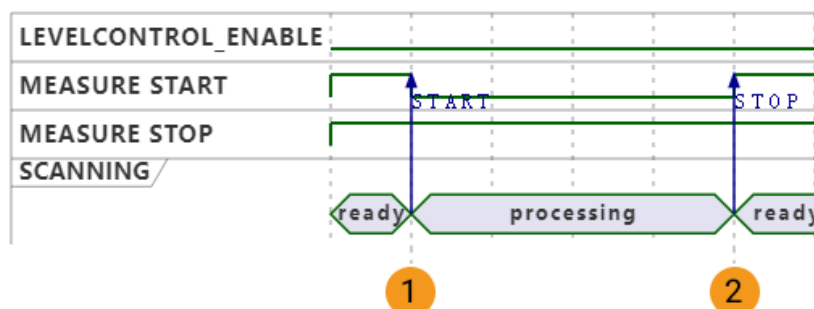 LEVELCONTROL_ENABLE
MEASURE START
START
STOP
MEASURE STOP
SCANNING
ready
processing
ready
1
2